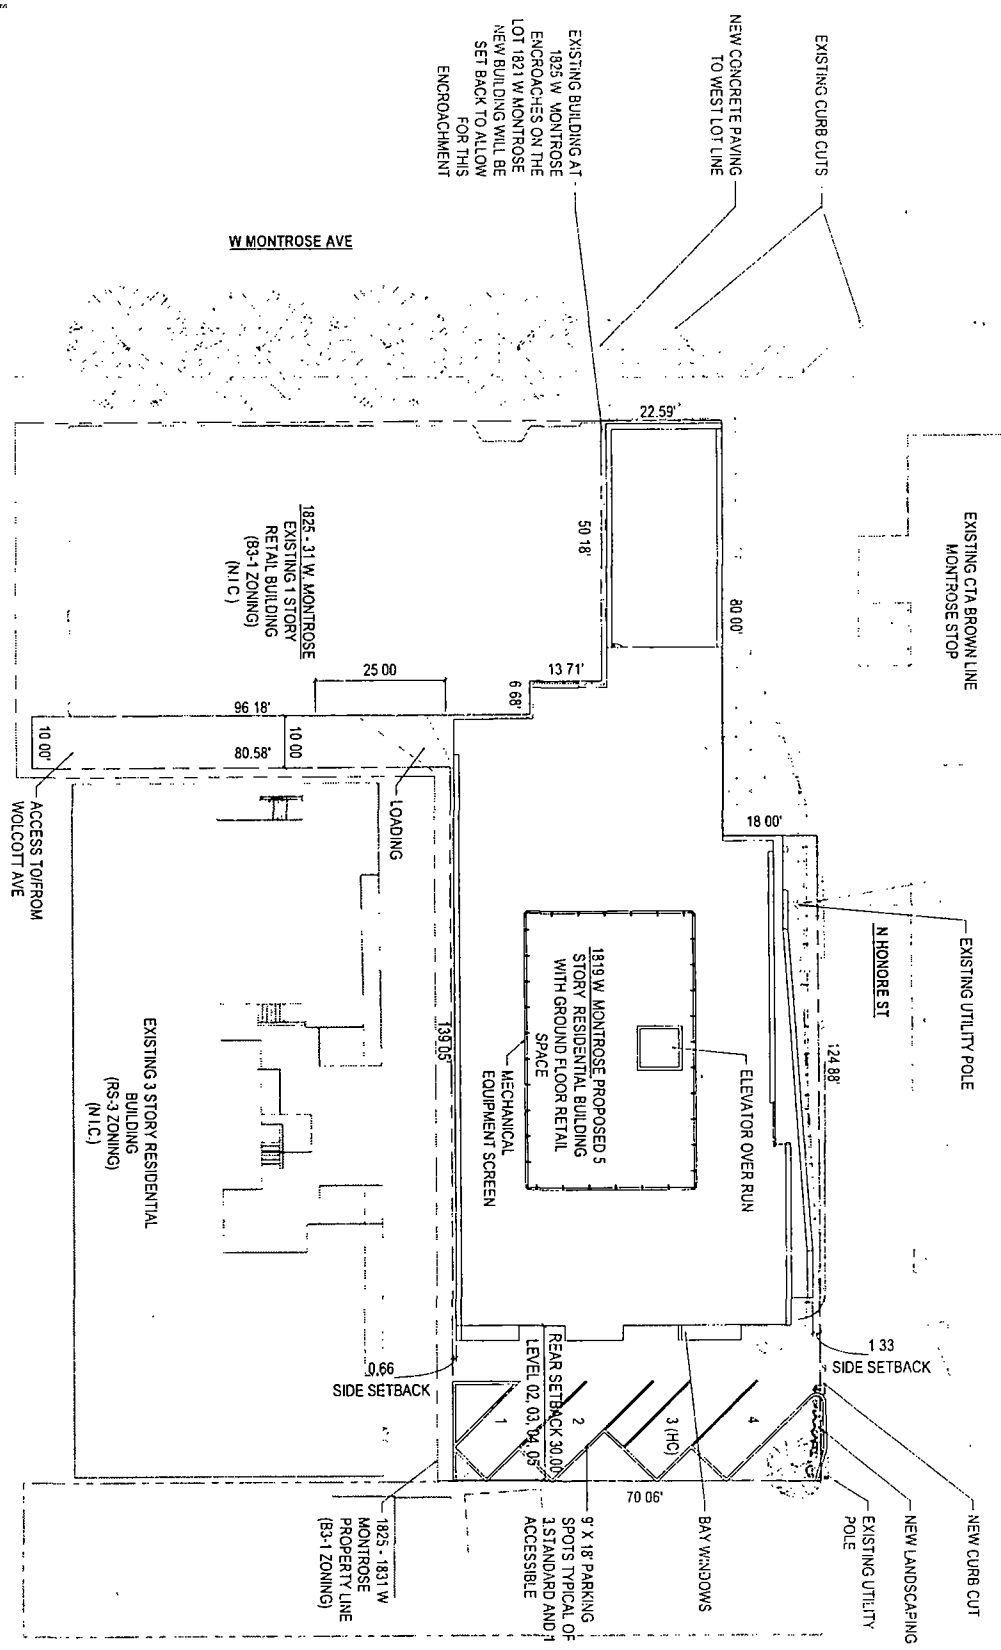 EXISTING CURB CUTS
NEW CONCRETE PAVING
TO WEST LOT LINE
EXISTING BUILDING AT
1825 W MONTROSE
ENCROACHES ON THE
LOT 1821 W MONTROSE
NEW BUILDING WILL BE
SET BACK TO ALLOW
FOR THIS
ENCROACHMENT
W MONTROSE AVE
22.59'
EXISTING CTA BROWN LINE
MONTROSE STOP
50 18'
80 00'
1825 - 31 W. MONTROSE
EXISTING 1 STORY
RETAIL BUILDING
(B3-1 ZONING)
(N.I C.)
25 00
13 71'
6 68'
96 18'
10 00'
10 00
80.58'
LOADING
ACCESS TO/FROM
WOLCOTT AVE
18 00'
EXISTING UTILITY POLE
N HONORE ST
124 88'
1819 W MONTROSE PROPOSED 5
STORY RESIDENTIAL BUILDING
WITH GROUND FLOOR RETAIL
SPACE
ELEVATOR OVER RUN
MECHANICAL
EQUIPMENT SCREEN
139 05'
EXISTING 3 STORY RESIDENTIAL
BUILDING
(RS-3 ZONING)
(N.I.C.)
1 33
SIDE SETBACK
0.66
SIDE SETBACK
REAR SETBACK 30.00
LEVEL 02, 03, 04, 05
1
2
3 (HC)
4
70 06'
NEW CURB CUT
NEW LANDSCAPING
EXISTING UTILITY
POLE
BAY WINDOWS
9' X 18' PARKING
SPOTS TYPICAL OF
3 STANDARD AND 1
ACCESSIBLE
1825 - 1831 W
MONTROSE
PROPERTY LINE
(B3-1 ZONING)